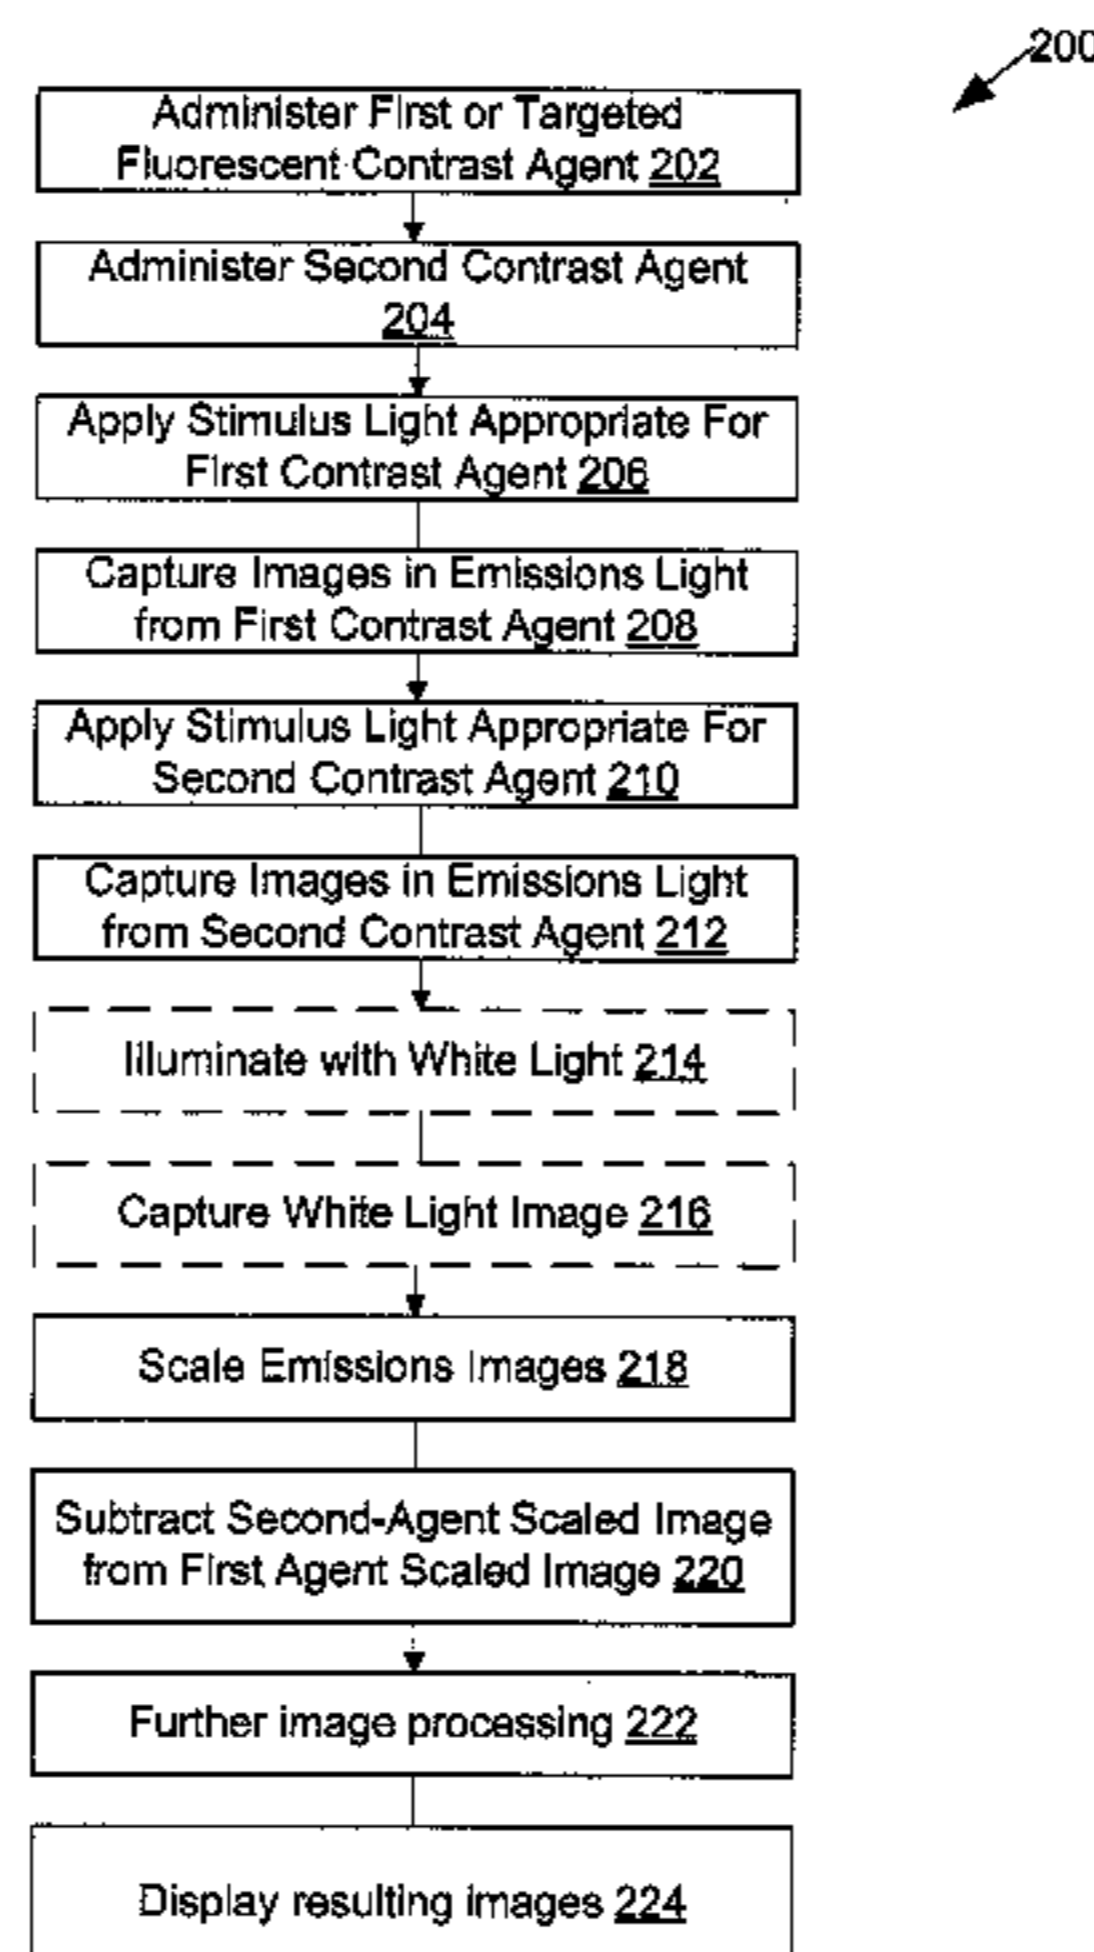 200
Administer First or Targeted
Fluorescent Contrast Agent 202
Administer Second Contrast Agent
204
Apply Stimulus Light Appropriate For
First Contrast Agent 206
Capture Images in Emissions Light
from First Contrast Agent 208
Apply Stimulus Light Appropriate For
Second Contrast Agent 210
Capture Images in Emissions Light
from Second Contrast Agent 212
Illuminate with White Light 214
Capture White Light Image 216
Scale Emissions Images 218
Subtract Second-Agent Scaled Image
from First Agent Scaled Image 220
Further image processing 222
Display resulting images 224